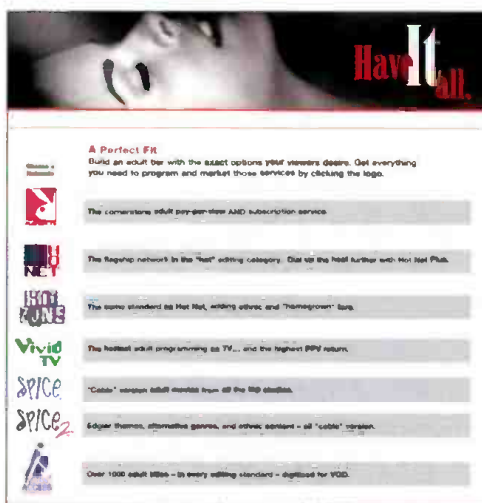 Have It all.
A Perfect Fit
Build an adult tier with the exact options your viewers desire. Get everything
you need to program and market those services by clicking the logo.
The cornerstone adult pay-per-view AND subscription service.
HOT
NET
The flagship network in the "hot" editing category. Dial up the heat further with Hot Net Plus.
HOT
ZONE
The same standard as Hot Net, adding ethnic and "homegrown" fare.
Vivid
TV
The hottest adult programming on TV... and the highest PPV return.
SPICE
"Cable" version adult movies from all the top studios.
SPICE 2
Edgier themes, alternative genres, and ethnic content – all "cable" version.
ACCESS
Over 1000 adult titles – in every editing standard – digitized for VOD.